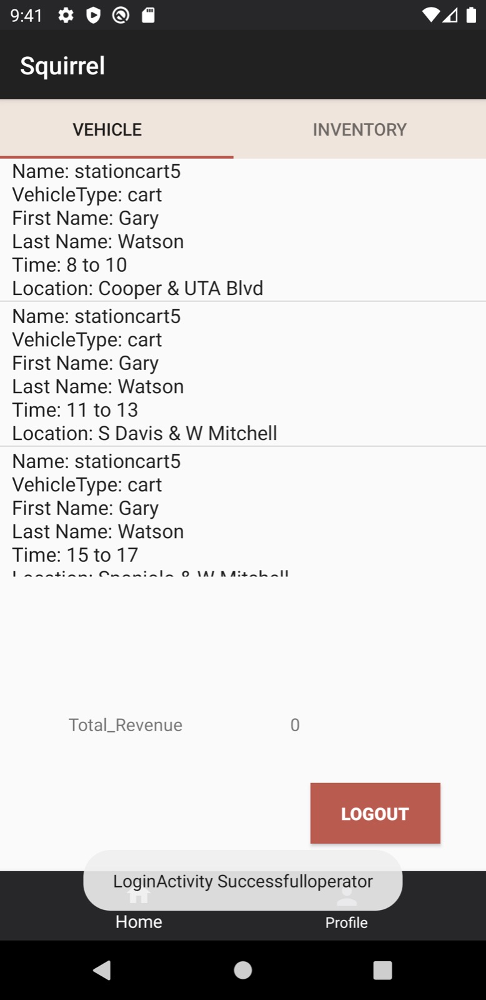 9:41
Squirrel
VEHICLE
INVENTORY
Name: stationcart5
VehicleType: cart
First Name: Gary
Last Name: Watson
Time: 8 to 10
Location: Cooper & UTA Blvd
Name: stationcart5
VehicleType: cart
First Name: Gary
Last Name: Watson
Time: 11 to 13
Location: S Davis & W Mitchell
Name: stationcart5
VehicleType: cart
First Name: Gary
Last Name: Watson
Time: 15 to 17
Location: & W Mitchell
Total_Revenue 0
LOGOUT
LoginActivity Successfulloperator
Home
Profile